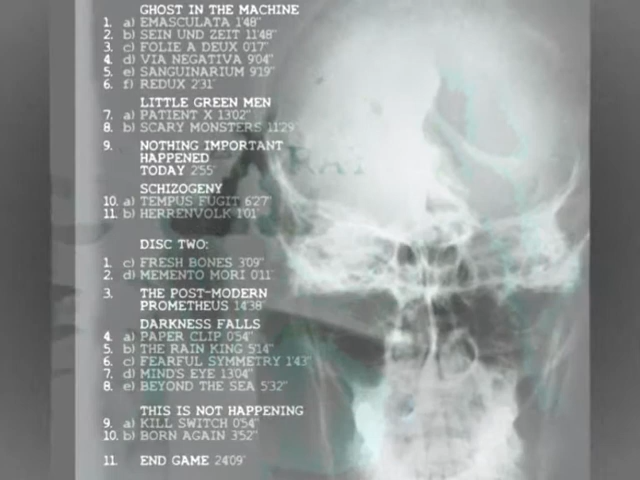 GHOST IN THE MACHINE
1. a) EMASCULATA 1'48"
2. b) SEIN UND ZEIT 11'48"
3. c) FOLIE A DEUX 0'17"
4. d) VIA NEGATIVA 9'04"
5. e) SANGUINARIUM 9'19"
6. f) REDUX 2'31"
LITTLE GREEN MEN
7. a) PATIENT X 13'02"
8. b) SCARY MONSTERS 11'29"
9. NOTHING IMPORTANT
HAPPENED
TODAY 2'55"
SCHIZOGENY
10. a) TEMPUS FUGIT 6'27"
11. b) HERRENVOLK 1'01"
DISC TWO:
1. c) FRESH BONES 3'09"
2. d) MEMENTO MORI 0'11"
3. THE POST-MODERN
PROMETHEUS 14'38"
DARKNESS FALLS
4. a) PAPER CLIP 0'54"
5. b) THE RAIN KING 5'14"
6. c) FEARFUL SYMMETRY 1'43"
7. d) MIND'S EYE 13'04"
8. e) BEYOND THE SEA 5'32"
THIS IS NOT HAPPENING
9. a) KILL SWITCH 0'54"
10. b) BORN AGAIN 3'52"
11. END GAME 24'09"